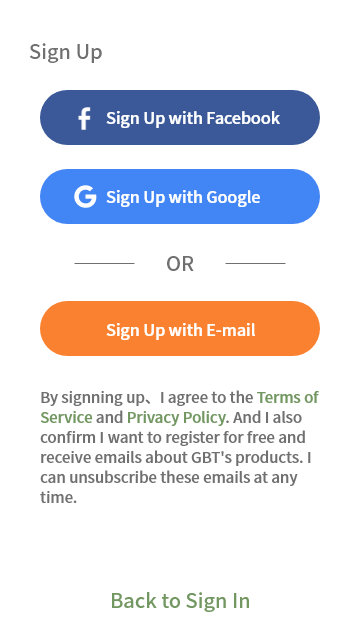 Sign Up
Sign Up with Facebook
Sign Up with Google
OR
Sign Up with E-mail
By signning up、I agree to the Terms of
Service and Privacy Policy. And I also
confirm I want to register for free and
receive emails about GBT's products. I
can unsubscribe these emails at any
time.
Back to Sign In